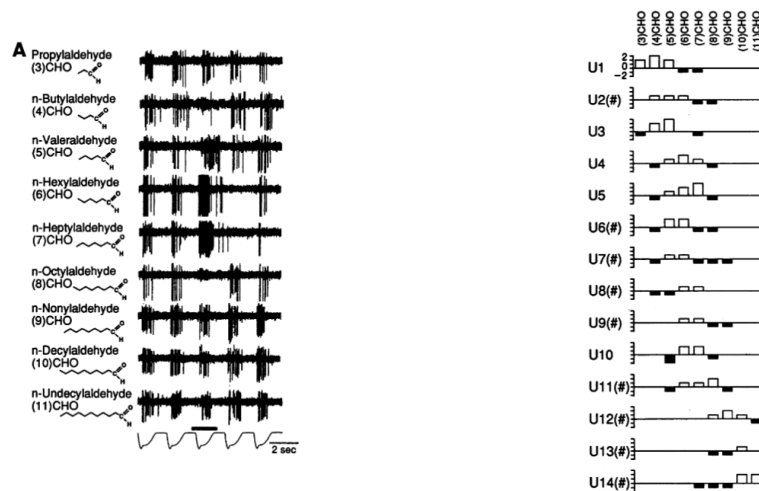 A
Propylaldehyde
(3)CHO
n-Butylaldehyde
(4)CHO
n-Valeraldehyde
(5)CHO
n-Hexylaldehyde
(6)CHO
n-Heptylaldehyde
(7)CHO
n-Octylaldehyde
(8)CHO
n-Nonylaldehyde
(9)CHO
n-Decylaldehyde
(10)CHO
n-Undecylaldehyde
(11)CHO
2 sec
(3)CHO
(4)CHO
(5)CHO
(6)CHO
(7)CHO
(8)CHO
(9)CHO
(10)CHO
(11)CHO
U1
2
0
-2
U2(#)
U3
U4
U5
U6(#)
U7(#)
U8(#)
U9(#)
U10
U11(#)
U12(#)
U13(#)
U14(#)